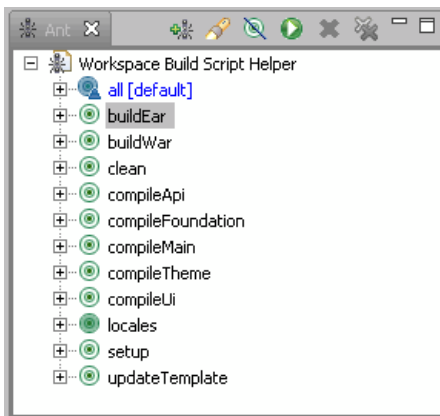 Ant
Workspace Build Script Helper
all [default]
buildEar
buildWar
clean
compileApi
compileFoundation
compileMain
compileTheme
compileUi
locales
setup
updateTemplate